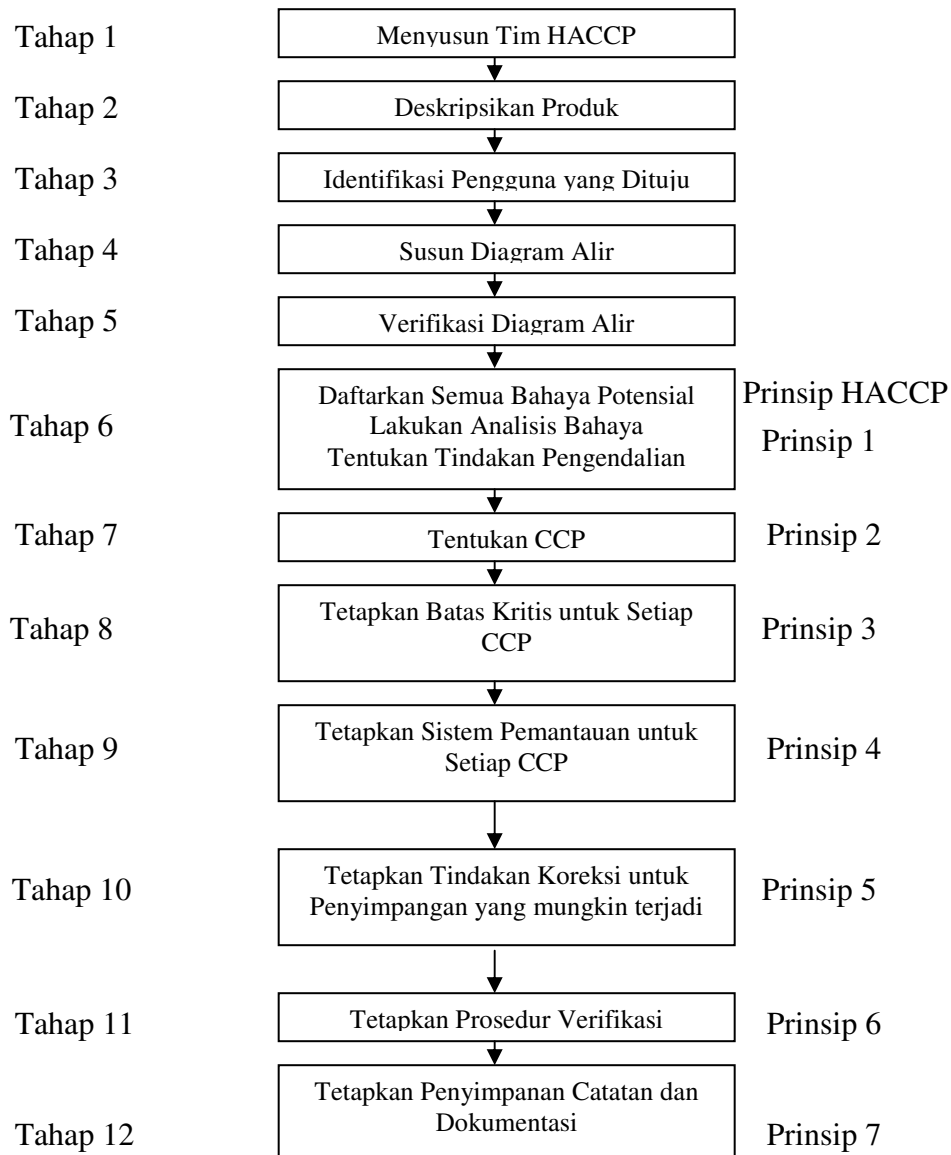 Tahap 1
Menyusun Tim HACCP
Tahap 2
Deskripsikan Produk
Tahap 3
Identifikasi Pengguna yang Dituju
Tahap 4
Susun Diagram Alir
Tahap 5
Verifikasi Diagram Alir
Prinsip HACCP
Tahap 6
Daftarkan Semua Bahaya Potensial
Lakukan Analisis Bahaya
Tentukan Tindakan Pengendalian
Prinsip 1
Tahap 7
Tentukan CCP
Prinsip 2
Tahap 8
Tetapkan Batas Kritis untuk Setiap
CCP
Prinsip 3
Tahap 9
Tetapkan Sistem Pemantauan untuk
Setiap CCP
Prinsip 4
Tahap 10
Tetapkan Tindakan Koreksi untuk
Penyimpangan yang mungkin terjadi
Prinsip 5
Tahap 11
Tetapkan Prosedur Verifikasi
Prinsip 6
Tahap 12
Tetapkan Penyimpanan Catatan dan
Dokumentasi
Prinsip 7